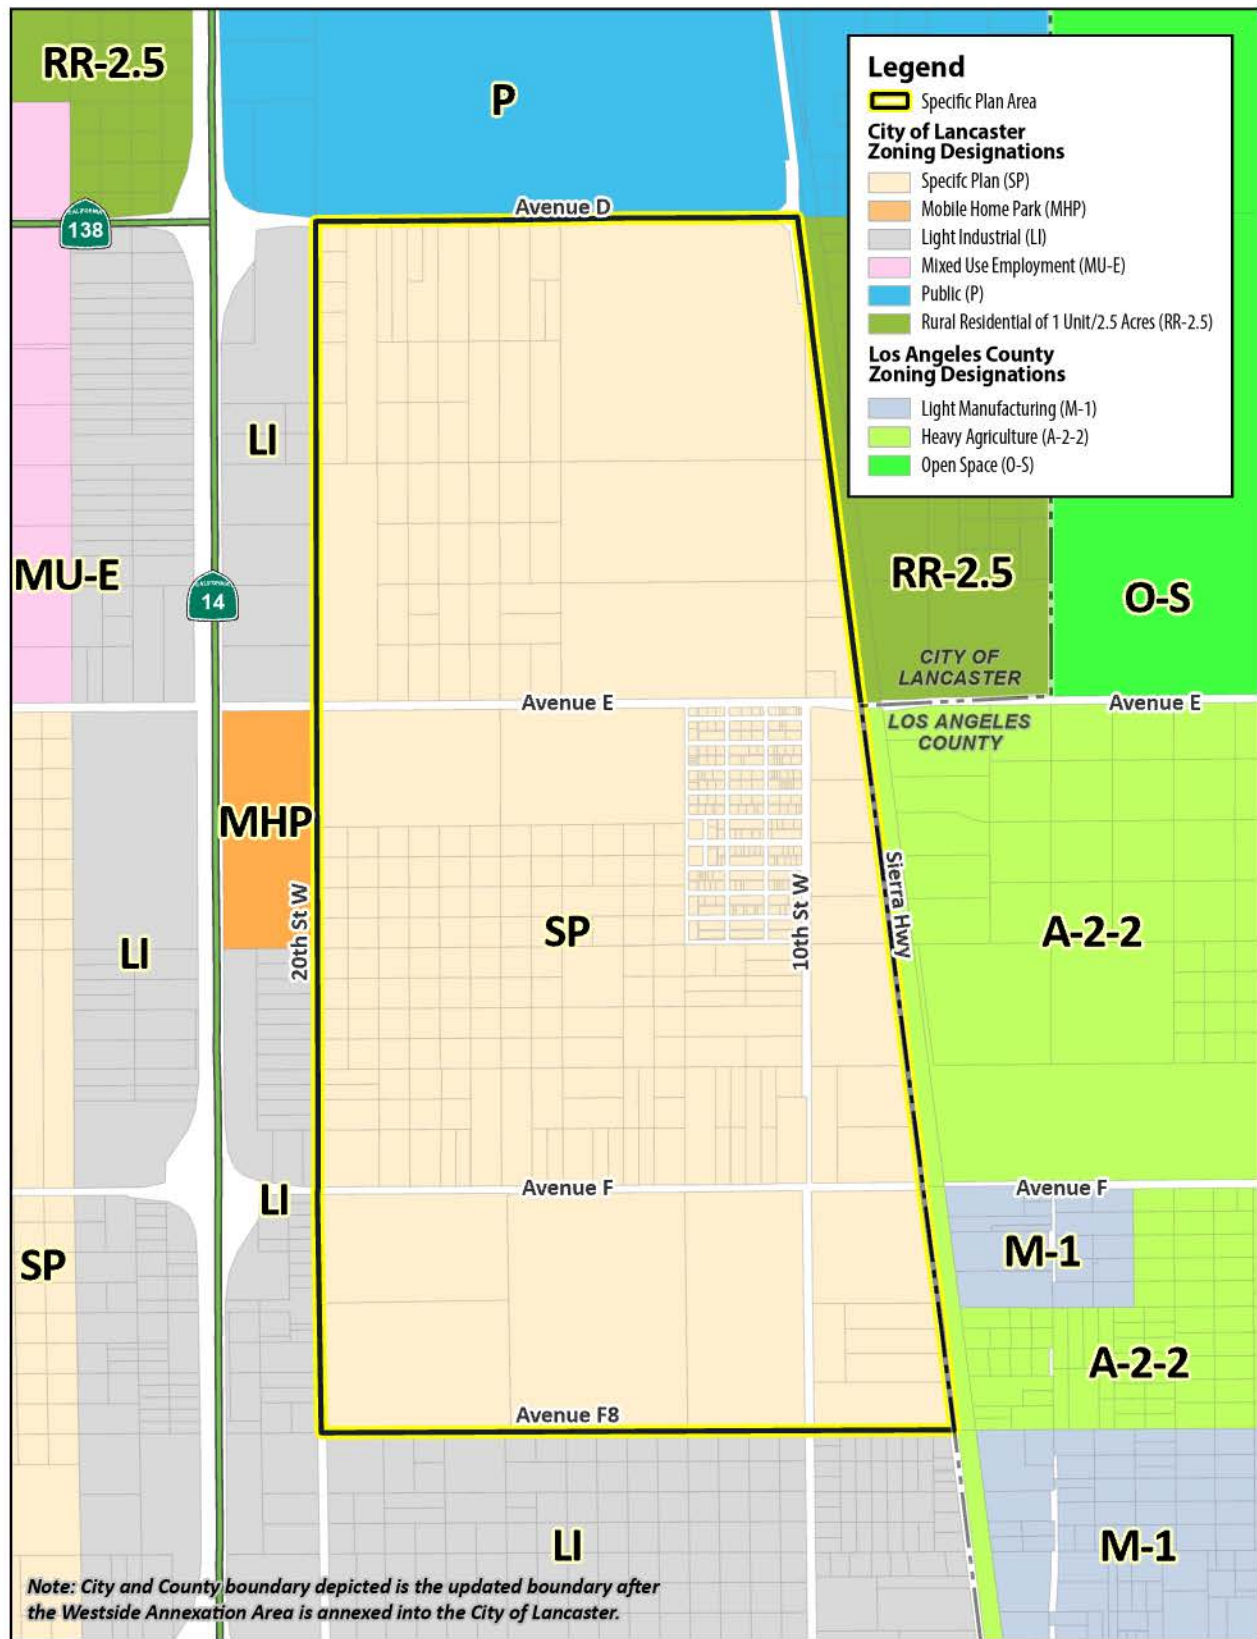 RR-2.5
P
Legend
Specific Plan Area
City of Lancaster
Zoning Designations
Specifc Plan (SP)
Mobile Home Park (MHP)
Light Industrial (LI)
Mixed Use Employment (MU-E)
Public (P)
Rural Residential of 1 Unit/2.5 Acres (RR-2.5)
Los Angeles County
Zoning Designations
Light Manufacturing (M-1)
Heavy Agriculture (A-2-2)
Open Space (O-S)
Avenue D
CALIFORNIA
138
LI
MU-E
CALIFORNIA
14
RR-2.5
O-S
CITY OF
LANCASTER
Avenue E
Avenue E
LOS ANGELES
COUNTY
MHP
20th St W
SP
10th St W
Sierra Hwy
A-2-2
LI
LI
Avenue F
Avenue F
SP
M-1
A-2-2
Avenue F8
LI
M-1
Note: City and County boundary depicted is the updated boundary after
the Westside Annexation Area is annexed into the City of Lancaster.